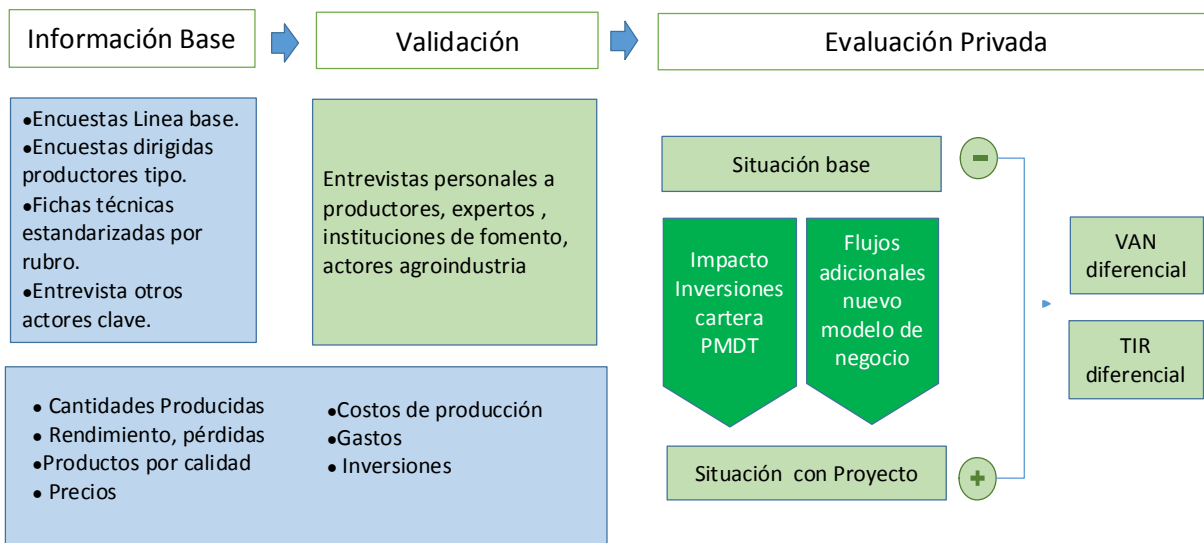 Información Base
Validación
Evaluación Privada
●Encuestas Linea base.
●Encuestas dirigidas
productores tipo.
●Fichas técnicas
estandarizadas por
rubro.
●Entrevista otros
actores clave.
Entrevistas personales a
productores, expertos ,
instituciones de fomento,
actores agroindustria
● Cantidades Producidas
● Rendimiento, pérdidas
●Productos por calidad
● Precios
●Costos de producción
●Gastos
● Inversiones
Situación base
−
Impacto
Inversiones
cartera
PMDT
Flujos
adicionales
nuevo
modelo de
negocio
Situación con Proyecto
+
VAN
diferencial
TIR
diferencial